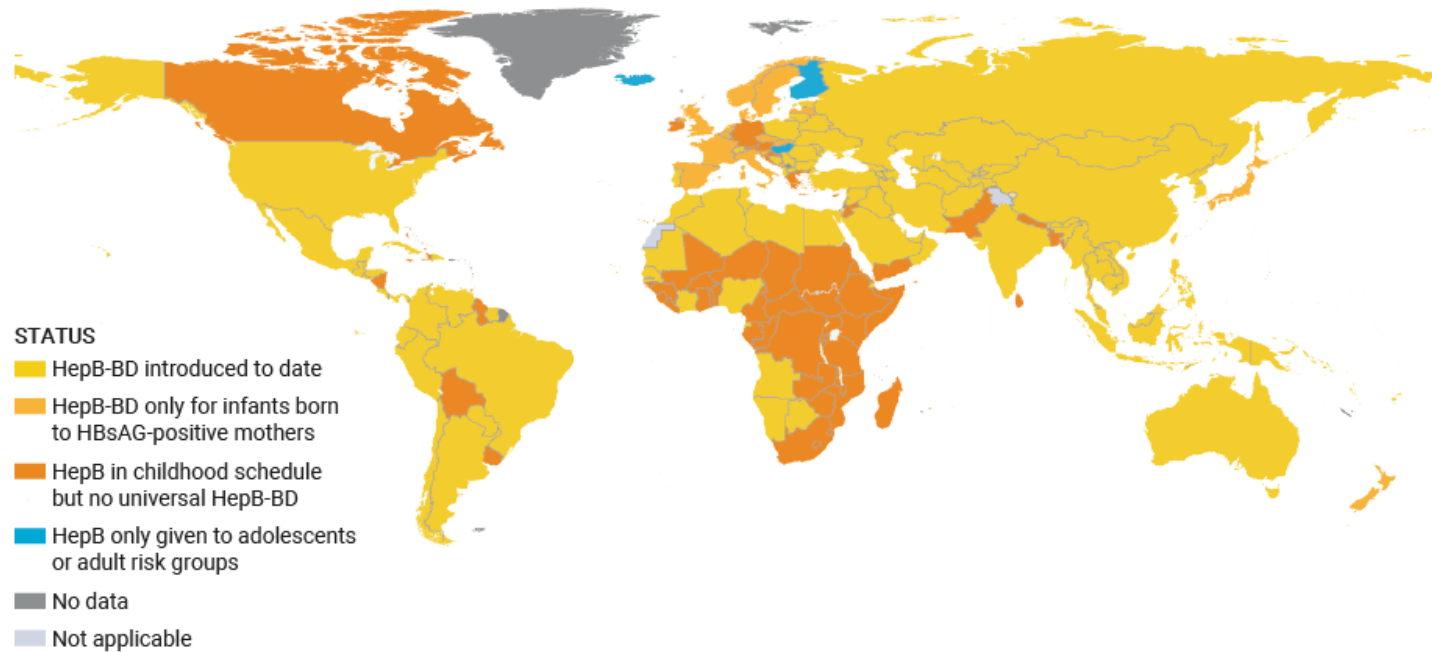 STATUS
HepB-BD introduced to date
HepB-BD only for infants born
to HBsAG-positive mothers
HepB in childhood schedule
but no universal HepB-BD
HepB only given to adolescents
or adult risk groups
No data
Not applicable